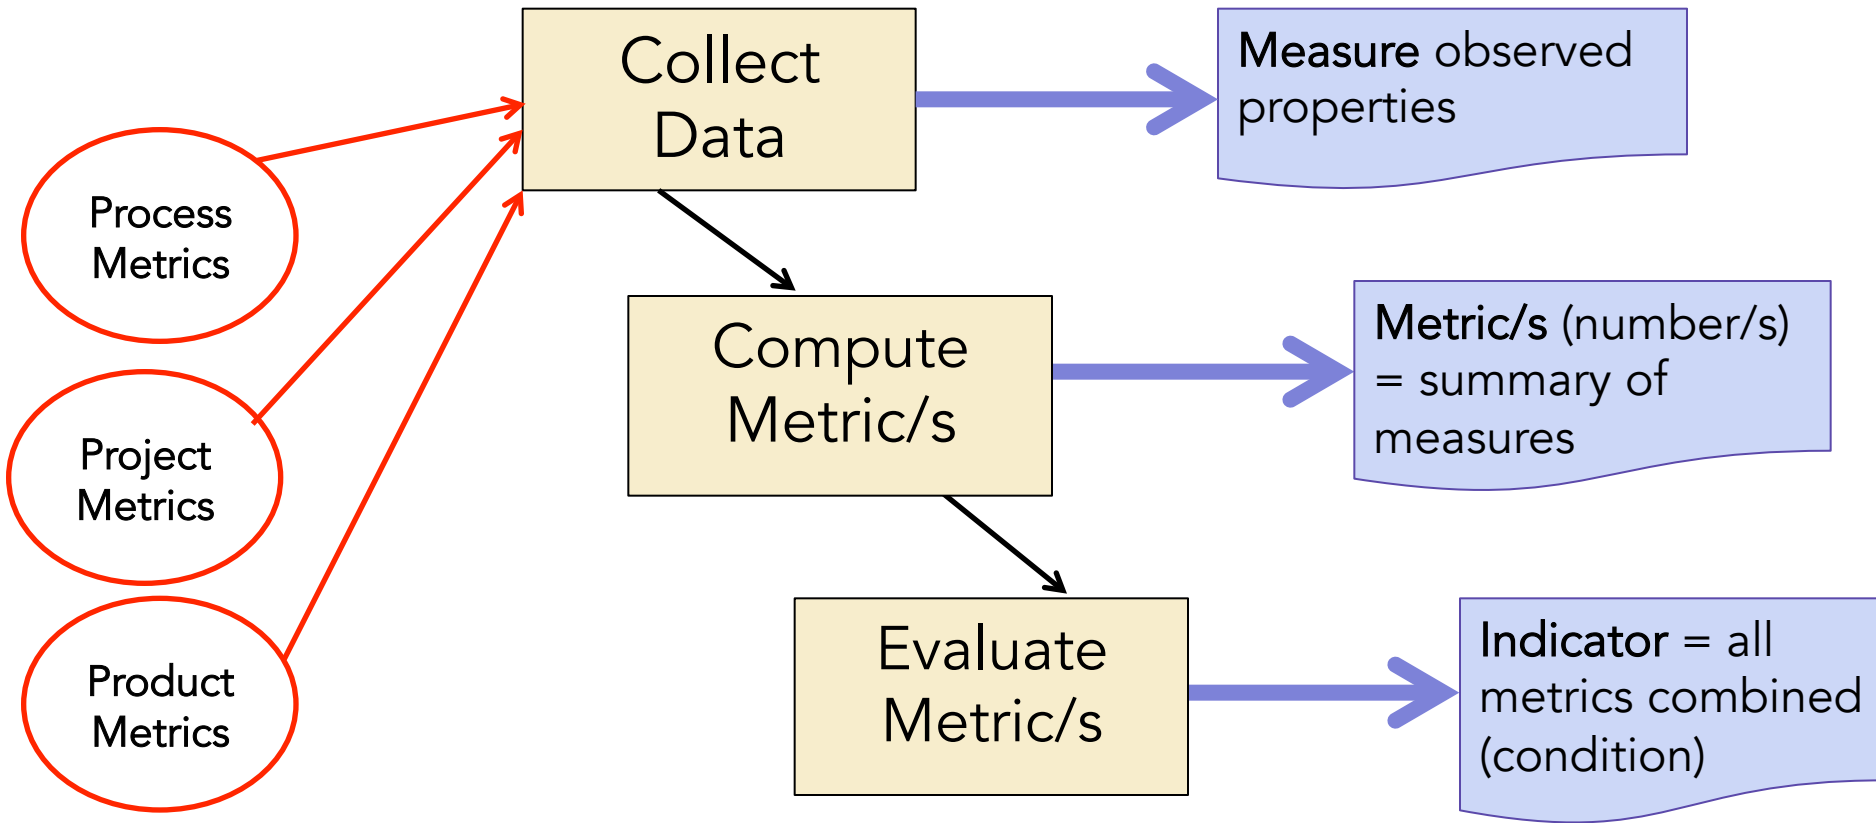 Collect
Data
Measure observed
properties
Process
Metrics
Compute
Metric/s
Metric/s (number/s)
= summary of
measures
Project
Metrics
Evaluate
Metric/s
Indicator = all
metrics combined
(condition)
Product
Metrics